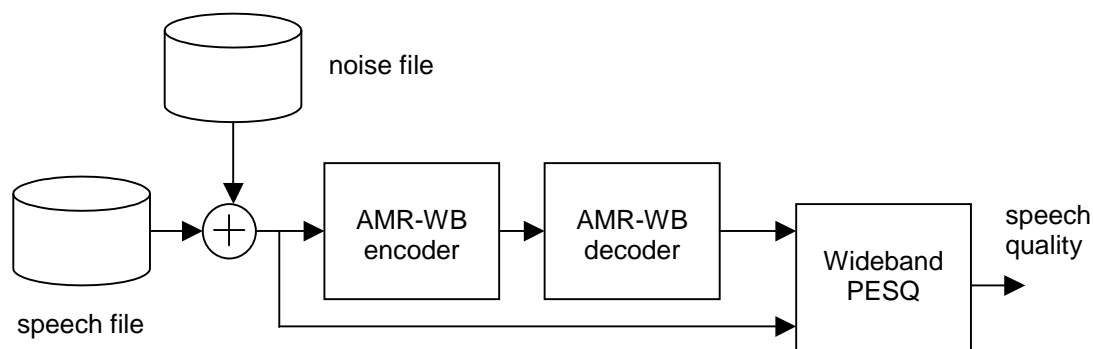 noise file
speech file
AMR-WB
encoder
AMR-WB
decoder
Wideband
PESQ
speech
quality